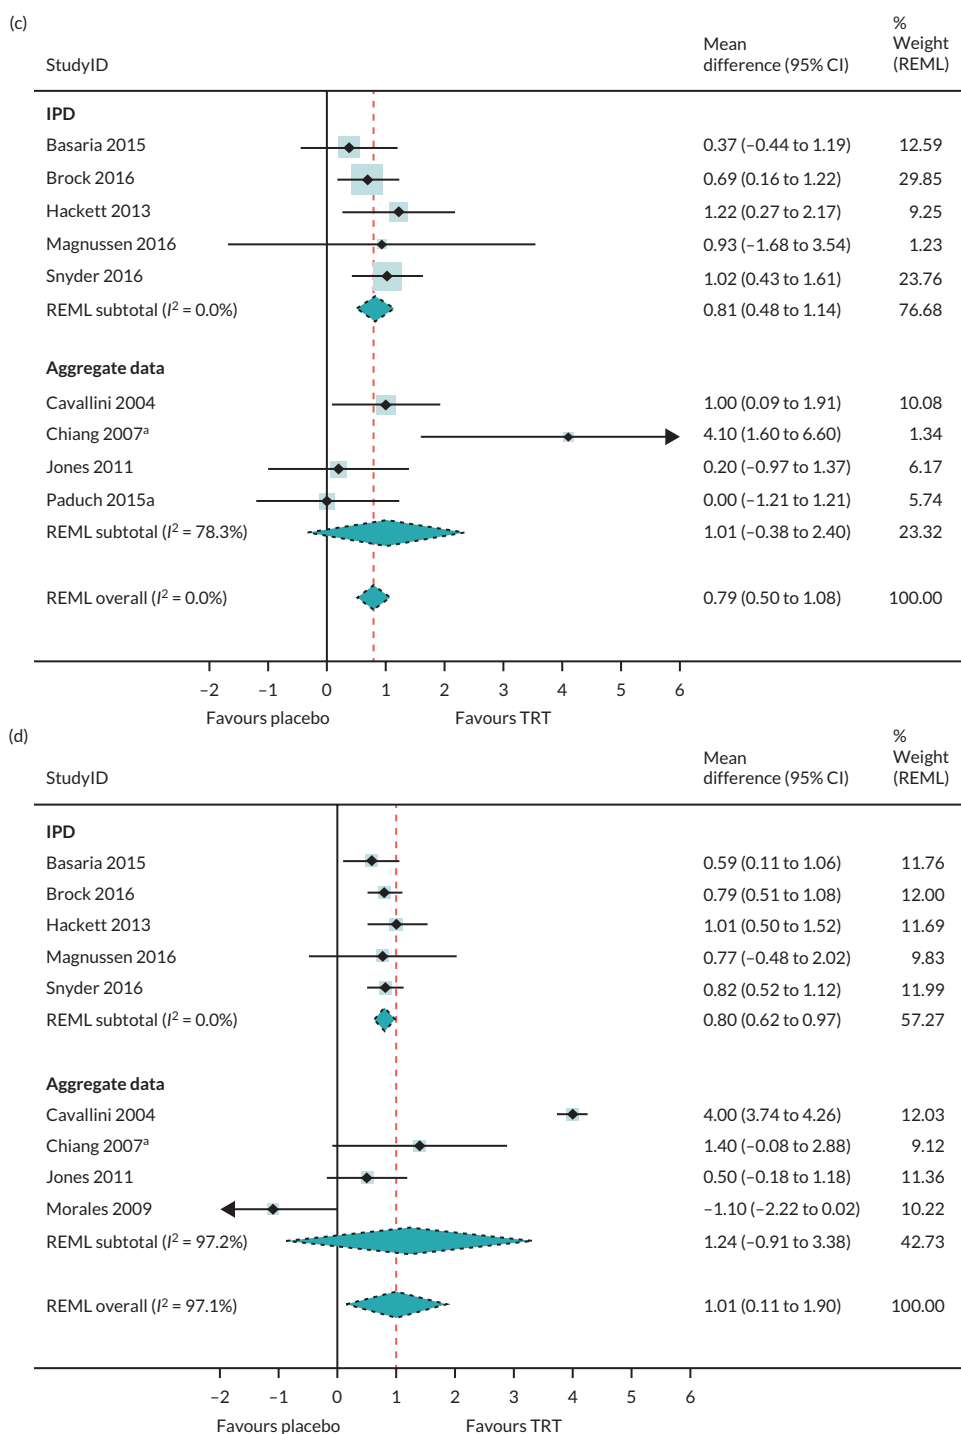 (c)
StudyID Mean difference (95% CI) % Weight (REML)
IPD
Basaria 2015 0.37 (−0.44 to 1.19) 12.59
Brock 2016 0.69 (0.16 to 1.22) 29.85
Hackett 2013 1.22 (0.27 to 2.17) 9.25
Magnussen 2016 0.93 (−1.68 to 3.54) 1.23
Snyder 2016 1.02 (0.43 to 1.61) 23.76
REML subtotal (I² = 0.0%) 0.81 (0.48 to 1.14) 76.68
Aggregate data
Cavallini 2004 1.00 (0.09 to 1.91) 10.08
Chiang 2007ᵃ 4.10 (1.60 to 6.60) 1.34
Jones 2011 0.20 (−0.97 to 1.37) 6.17
Paduch 2015a 0.00 (−1.21 to 1.21) 5.74
REML subtotal (I² = 78.3%) 1.01 (−0.38 to 2.40) 23.32
REML overall (I² = 0.0%) 0.79 (0.50 to 1.08) 100.00
−2 −1 0 1 2 3 4 5 6
Favours placebo Favours TRT
(d)
StudyID Mean difference (95% CI) % Weight (REML)
IPD
Basaria 2015 0.59 (0.11 to 1.06) 11.76
Brock 2016 0.79 (0.51 to 1.08) 12.00
Hackett 2013 1.01 (0.50 to 1.52) 11.69
Magnussen 2016 0.77 (−0.48 to 2.02) 9.83
Snyder 2016 0.82 (0.52 to 1.12) 11.99
REML subtotal (I² = 0.0%) 0.80 (0.62 to 0.97) 57.27
Aggregate data
Cavallini 2004 4.00 (3.74 to 4.26) 12.03
Chiang 2007ᵃ 1.40 (−0.08 to 2.88) 9.12
Jones 2011 0.50 (−0.18 to 1.18) 11.36
Morales 2009 −1.10 (−2.22 to 0.02) 10.22
REML subtotal (I² = 97.2%) 1.24 (−0.91 to 3.38) 42.73
REML overall (I² = 97.1%) 1.01 (0.11 to 1.90) 100.00
−2 −1 0 1 2 3 4 5 6
Favours placebo Favours TRT